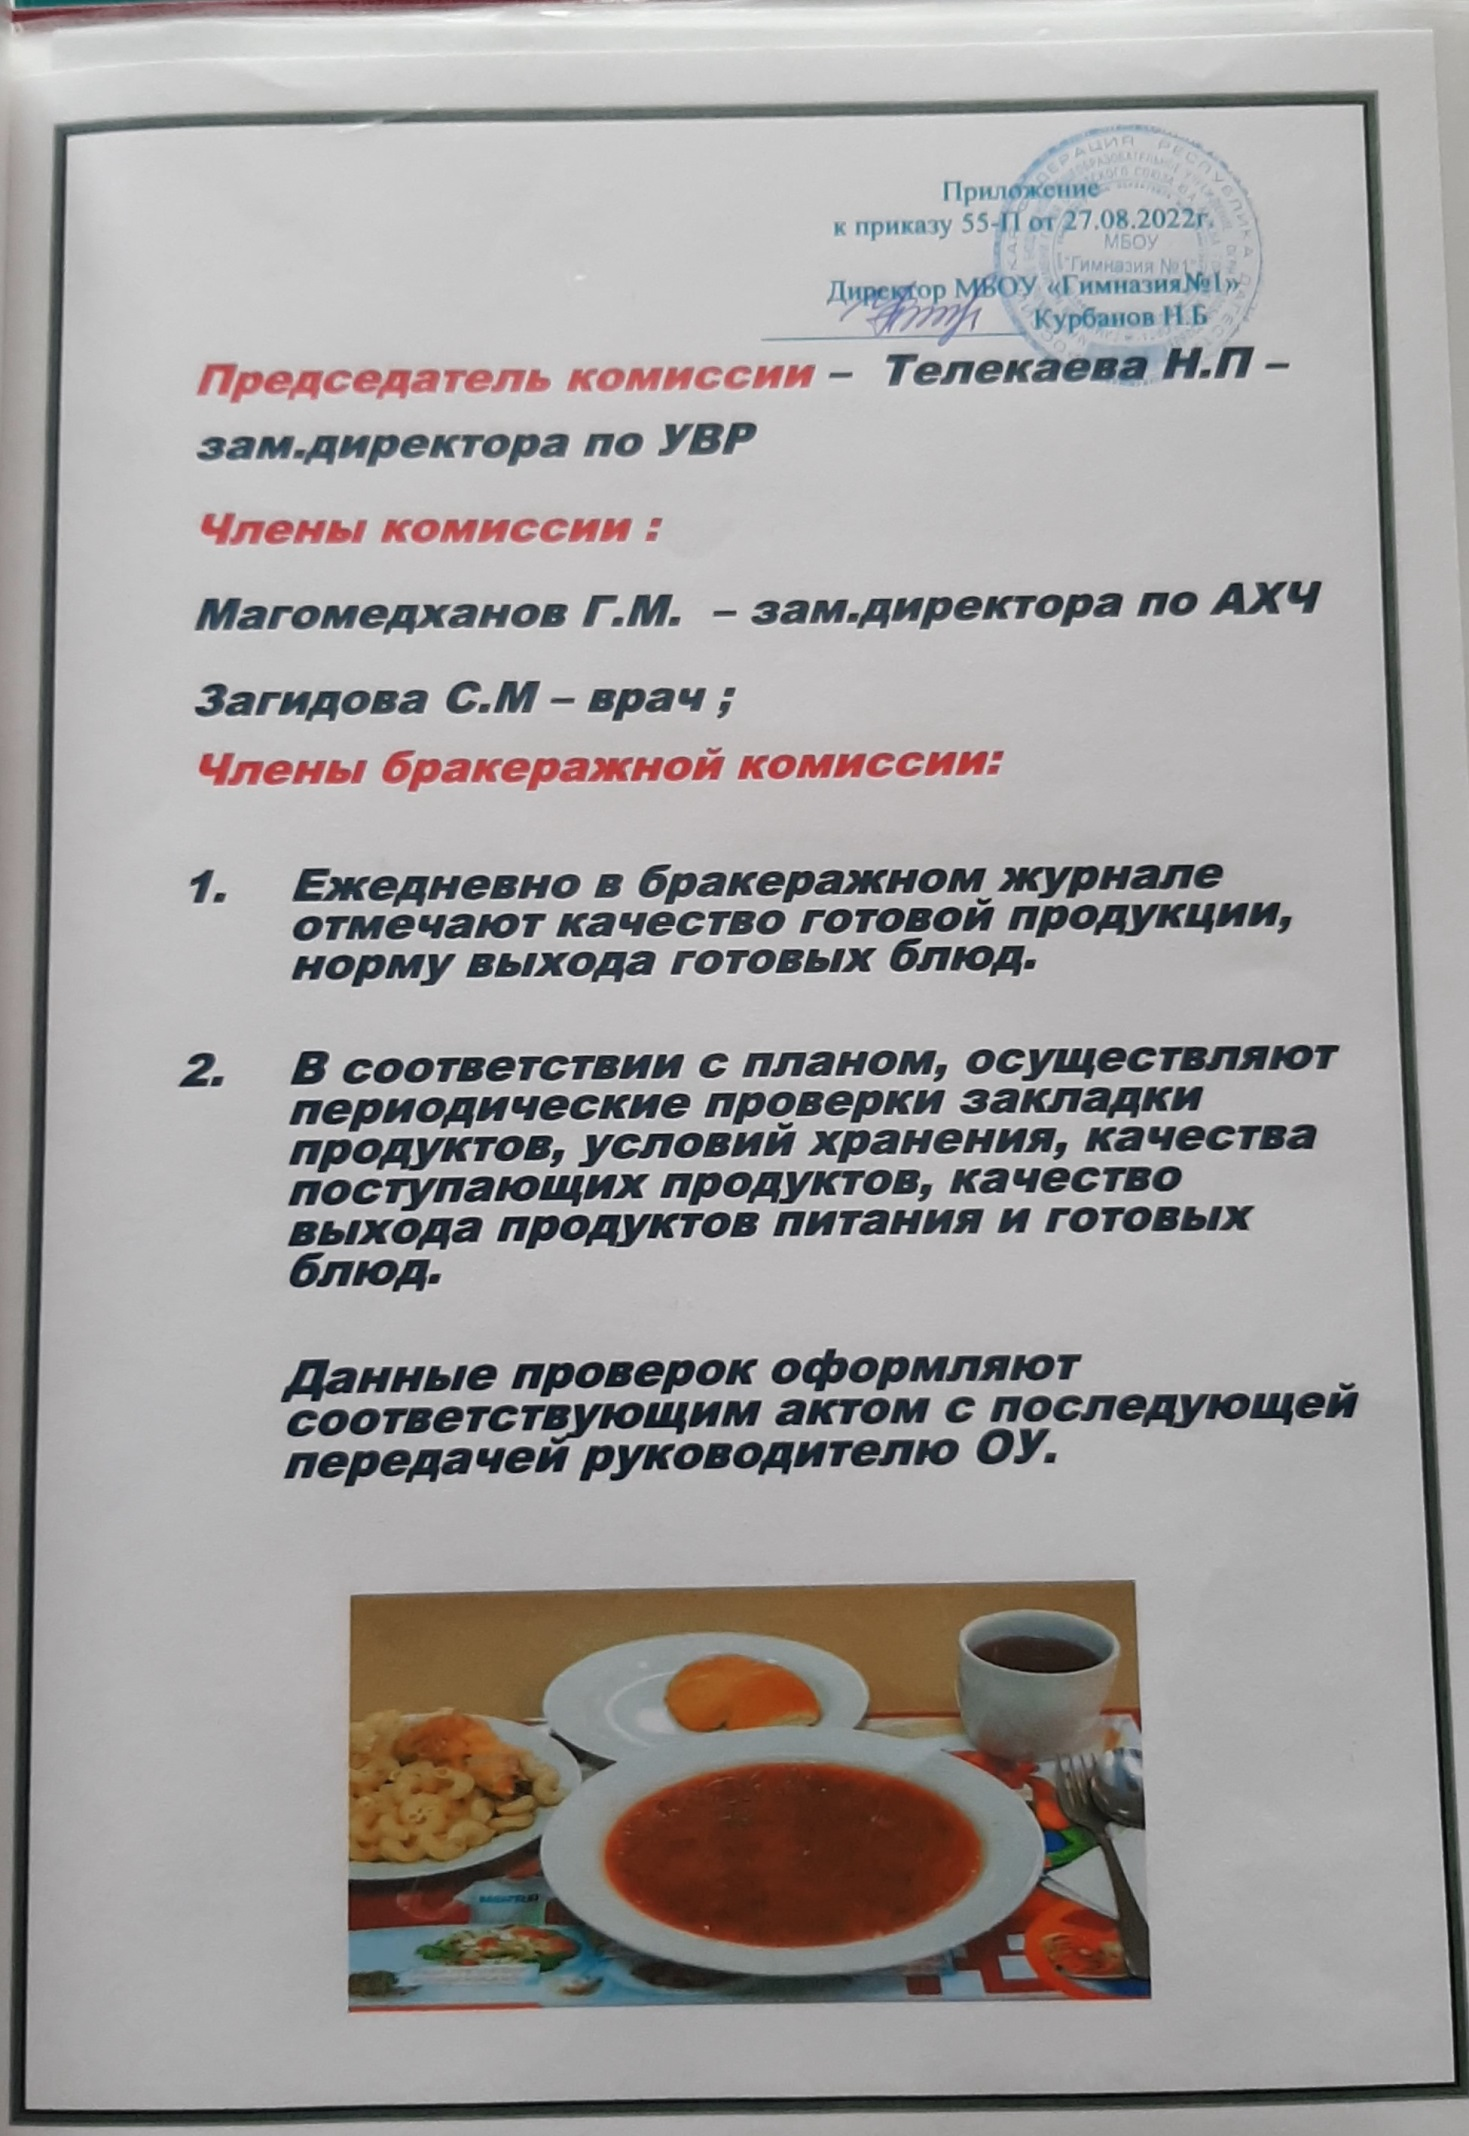 Приложение
к приказу 55-П от 27.08.2022г.
МБОУ
"Гимназия №1"
Директор МБОУ «Гимназия№1»
Курбанов Н.Б
Председатель комиссии – Телекаева Н.П –
зам.директора по УВР
Члены комиссии :
Магомедханов Г.М. – зам.директора по АХЧ
Загидова С.М – врач ;
Члены бракеражной комиссии:
1. Ежедневно в бракеражном журнале
отмечают качество готовой продукции,
норму выхода готовых блюд.
2. В соответствии с планом, осуществляют
периодические проверки закладки
продуктов, условий хранения, качества
поступающих продуктов, качество
выхода продуктов питания и готовых
блюд.
Данные проверок оформляют
соответствующим актом с последующей
передачей руководителю ОУ.